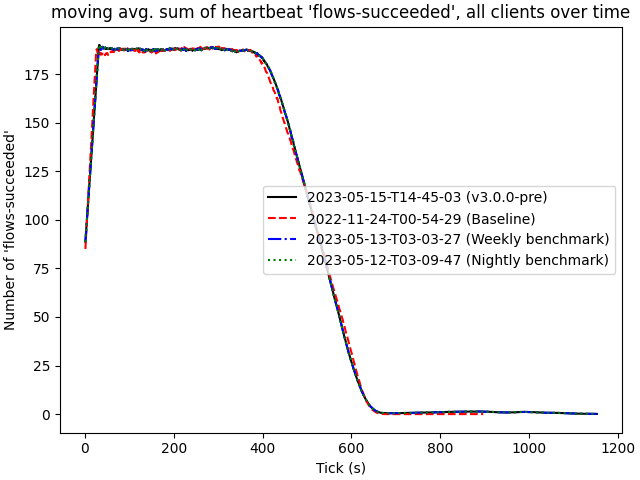 moving avg. sum of heartbeat 'flows-succeeded', all clients over time
Number of 'flows-succeeded'
175
150
125
100
75
50
25
0
2023-05-15-T14-45-03 (v3.0.0-pre)
2022-11-24-T00-54-29 (Baseline)
2023-05-13-T03-03-27 (Weekly benchmark)
2023-05-12-T03-09-47 (Nightly benchmark)
0 200 400 600 800 1000 1200
Tick (s)